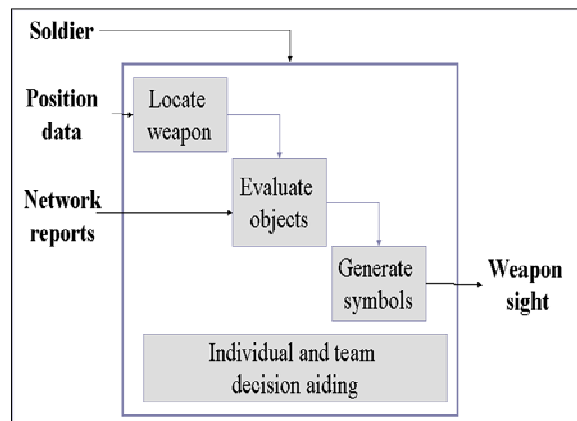 Soldier
Position
data
Locate
weapon
Network
reports
Evaluate
objects
Generate
symbols
Weapon
sight
Individual and team
decision aiding